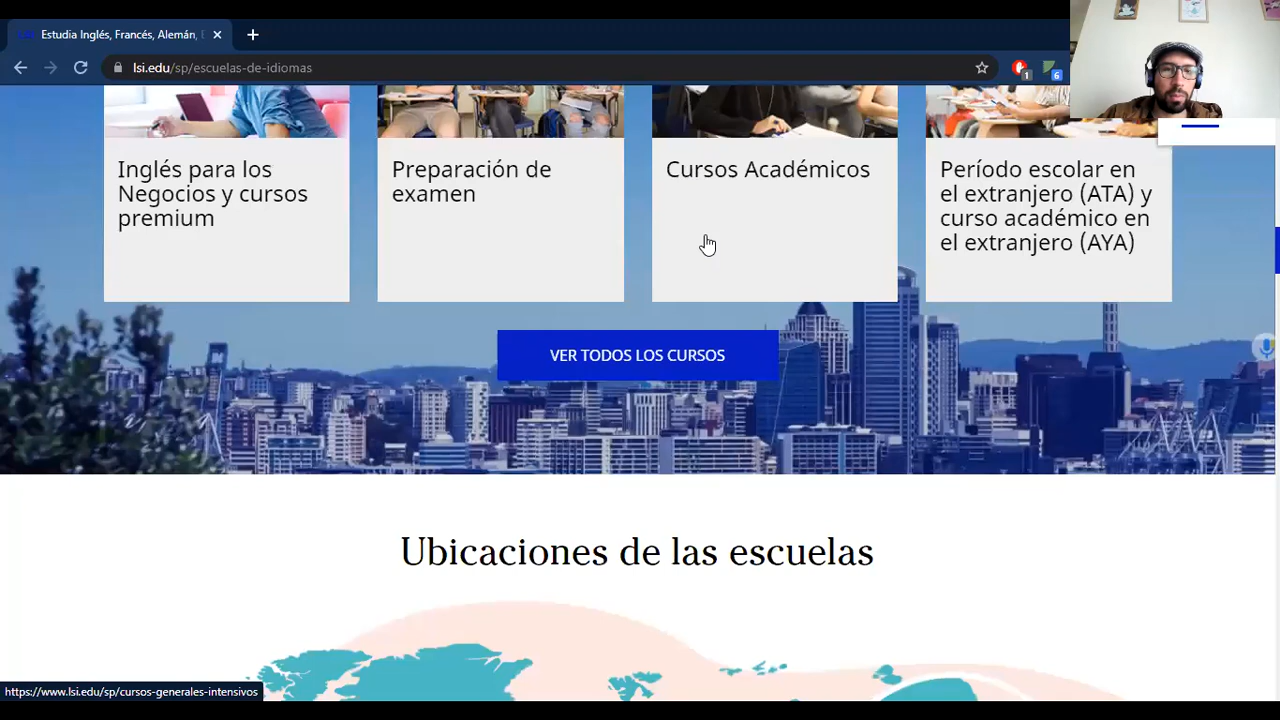 Estudia Inglés, Francés, Alemán, E
lsi.edu/sp/escuelas-de-idiomas
1
6
Inglés para los
Negocios y cursos
premium
Preparación de
examen
Cursos Académicos
Período escolar en
el extranjero (ATA) y
curso académico en
el extranjero (AYA)
VER TODOS LOS CURSOS
Ubicaciones de las escuelas
https://www.lsi.edu/sp/cursos-generales-intensivos